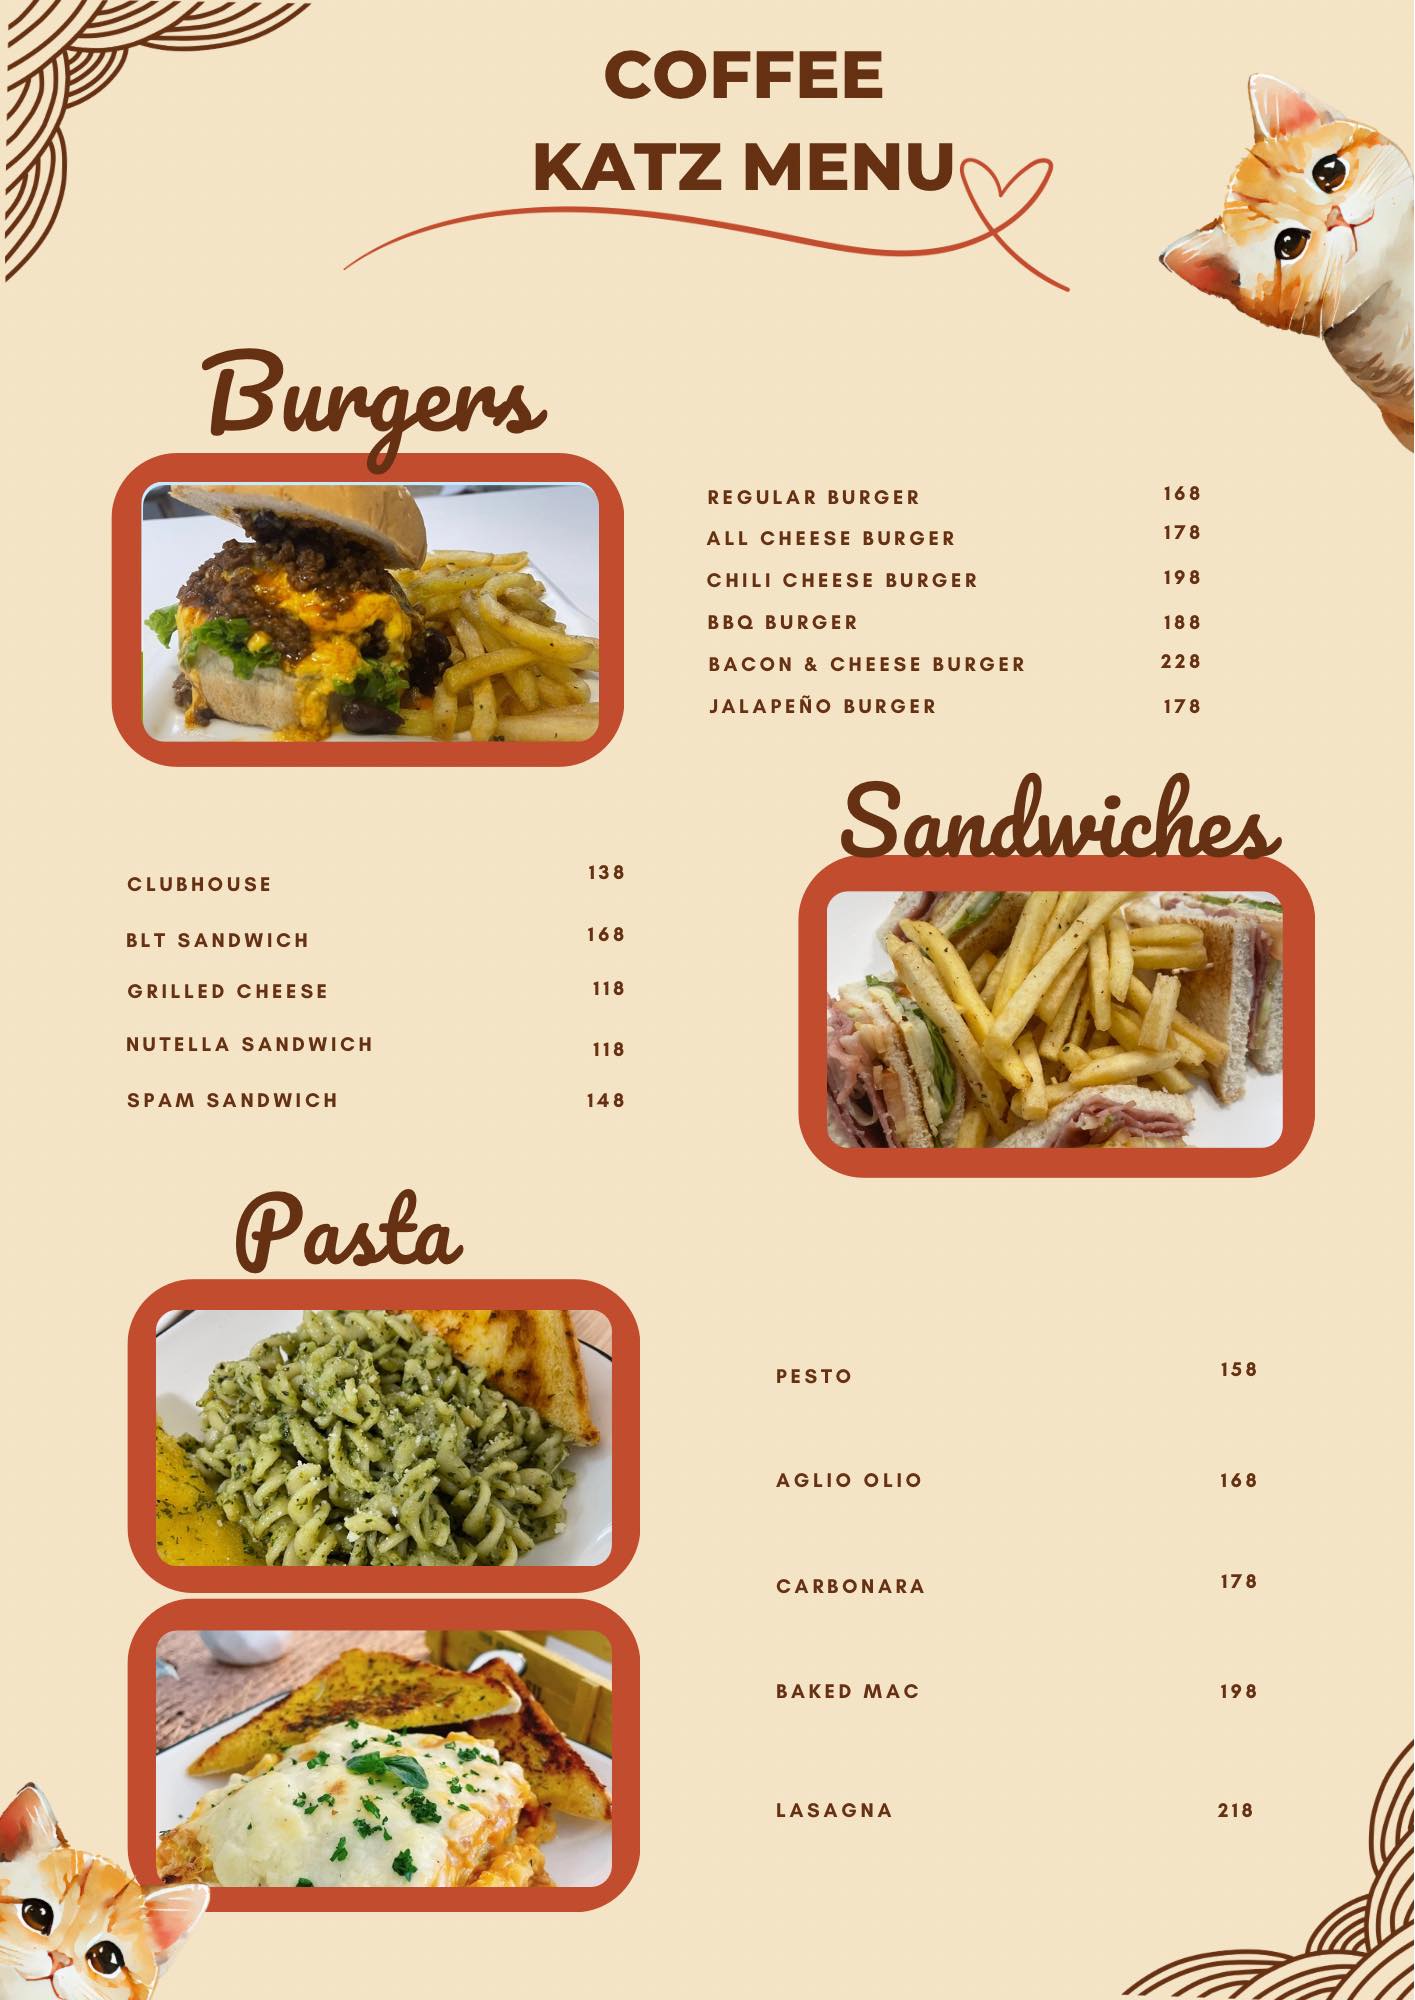 COFFEE
KATZ MENU
Burgers
REGULAR BURGER 168
ALL CHEESE BURGER 178
CHILI CHEESE BURGER 198
BBQ BURGER 188
BACON & CHEESE BURGER 228
JALAPEÑO BURGER 178
Sandwiches
CLUBHOUSE 138
BLT SANDWICH 168
GRILLED CHEESE 118
NUTELLA SANDWICH 118
SPAM SANDWICH 148
Pasta
PESTO 158
AGLIO OLIO 168
CARBONARA 178
BAKED MAC 198
LASAGNA 218